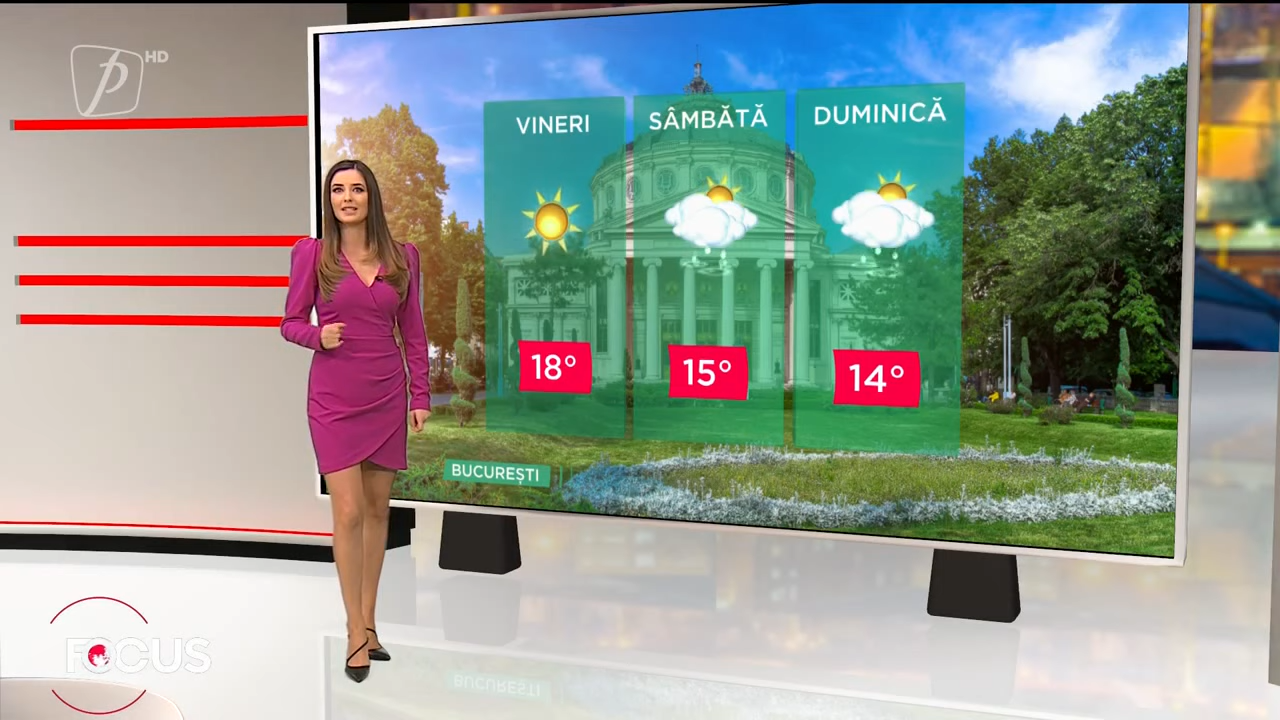 p HD
VINERI
SÂMBĂTĂ
DUMINICĂ
18°
15°
14°
BUCUREȘTI
FOCUS